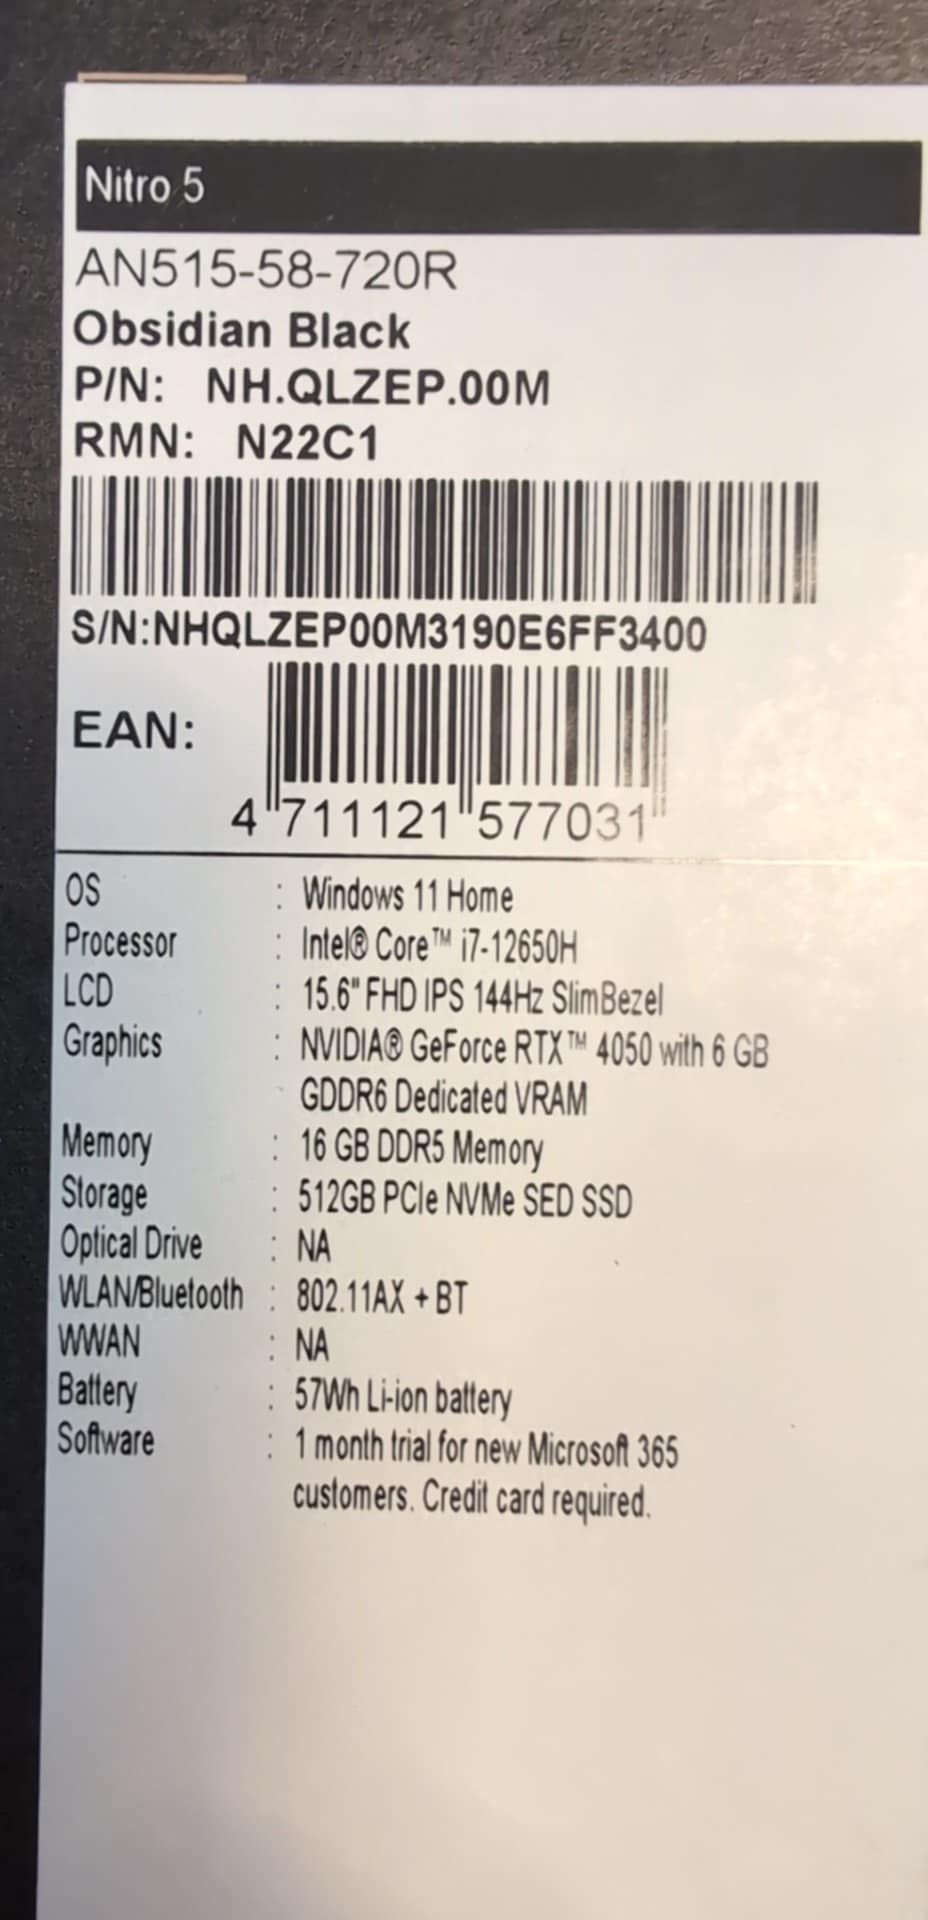 Nitro 5
AN515-58-720R
Obsidian Black
P/N: NH.QLZEP.00M
RMN: N22C1
S/N:NHQLZEP00M3190E6FF3400
EAN:
4 711121 577031
OS : Windows 11 Home
Processor : Intel® Core™ i7-12650H
LCD : 15.6" FHD IPS 144Hz SlimBezel
Graphics : NVIDIA® GeForce RTX™ 4050 with 6 GB
GDDR6 Dedicated VRAM
Memory : 16 GB DDR5 Memory
Storage : 512GB PCIe NVMe SED SSD
Optical Drive : NA
WLAN/Bluetooth : 802.11AX + BT
WWAN : NA
Battery : 57Wh Li-ion battery
Software : 1 month trial for new Microsoft 365
customers. Credit card required.